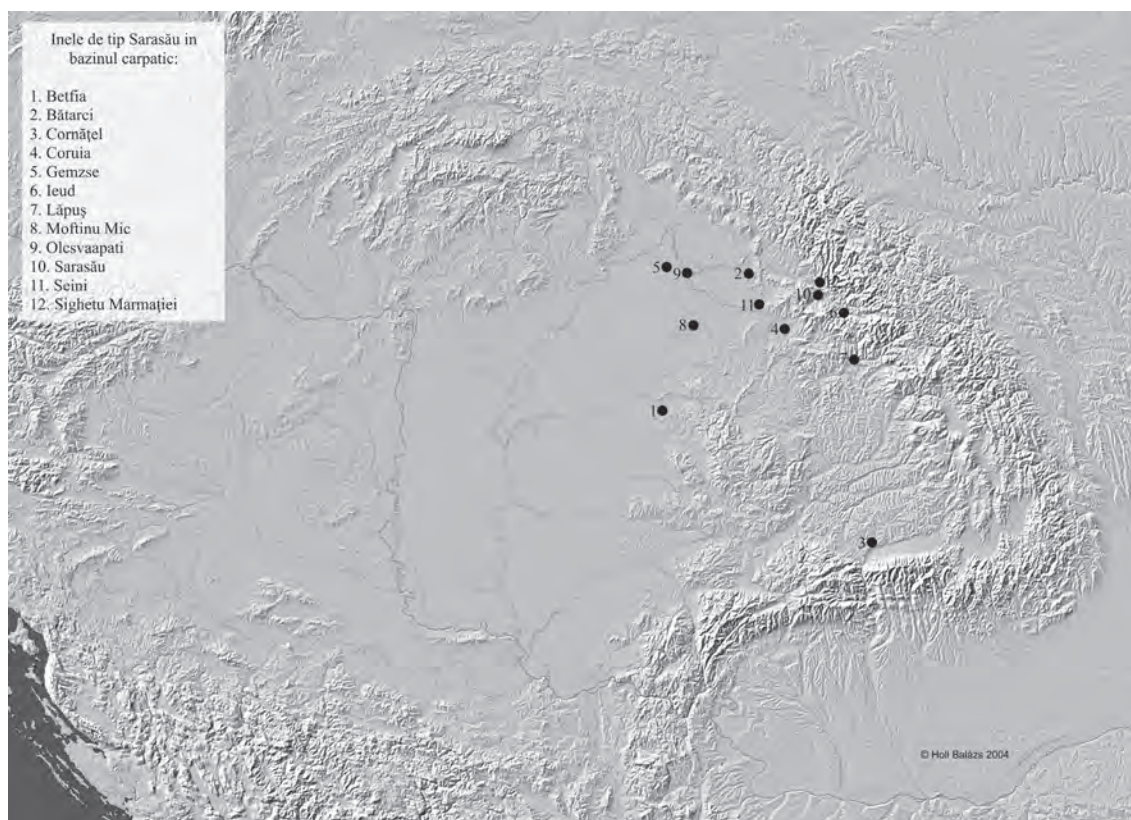 Inele de tip Sarasău in
bazinul carpatic:
1. Betfia
2. Bătarci
3. Cornăţel
4. Coruia
5. Gemzse
6. Ieud
7. Lăpuş
8. Moftinu Mic
9. Olcsvaapati
10. Sarasău
11. Seini
12. Sighetu Marmaţiei
5
9
2
10
11
6
8
4
1
3
© Holl Balázs 2004